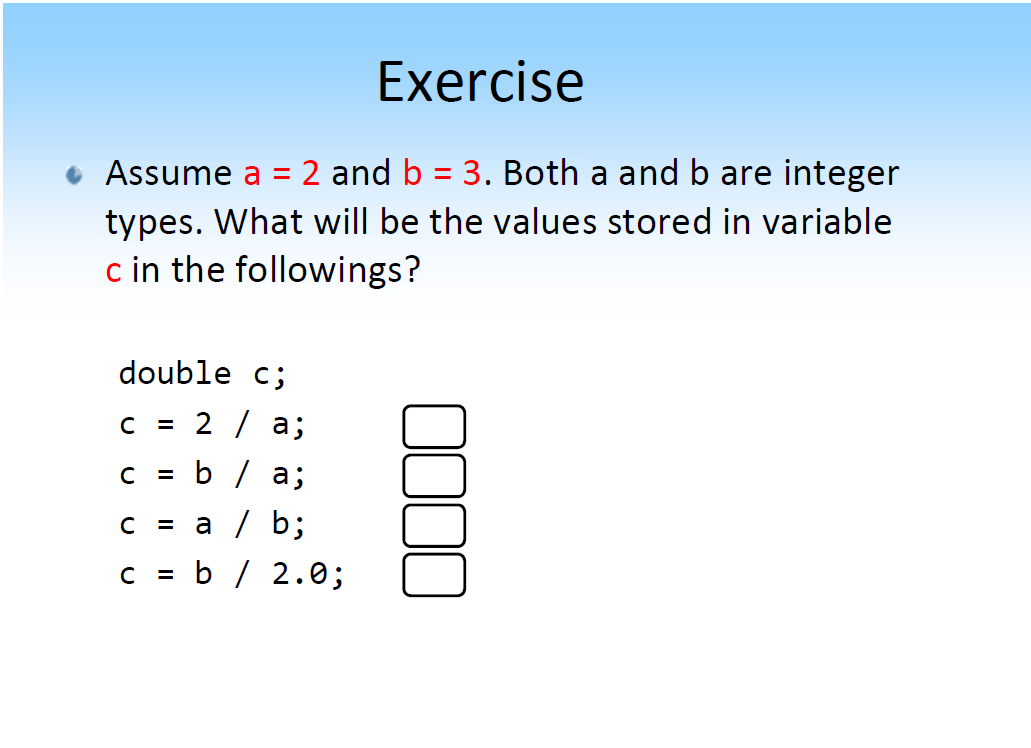 Exercise
Assume a = 2 and b = 3. Both a and b are integer
types. What will be the values stored in variable
c in the followings?
double c;
c = 2 / a;
c = b / a;
c = a / b;
c = b / 2.0;